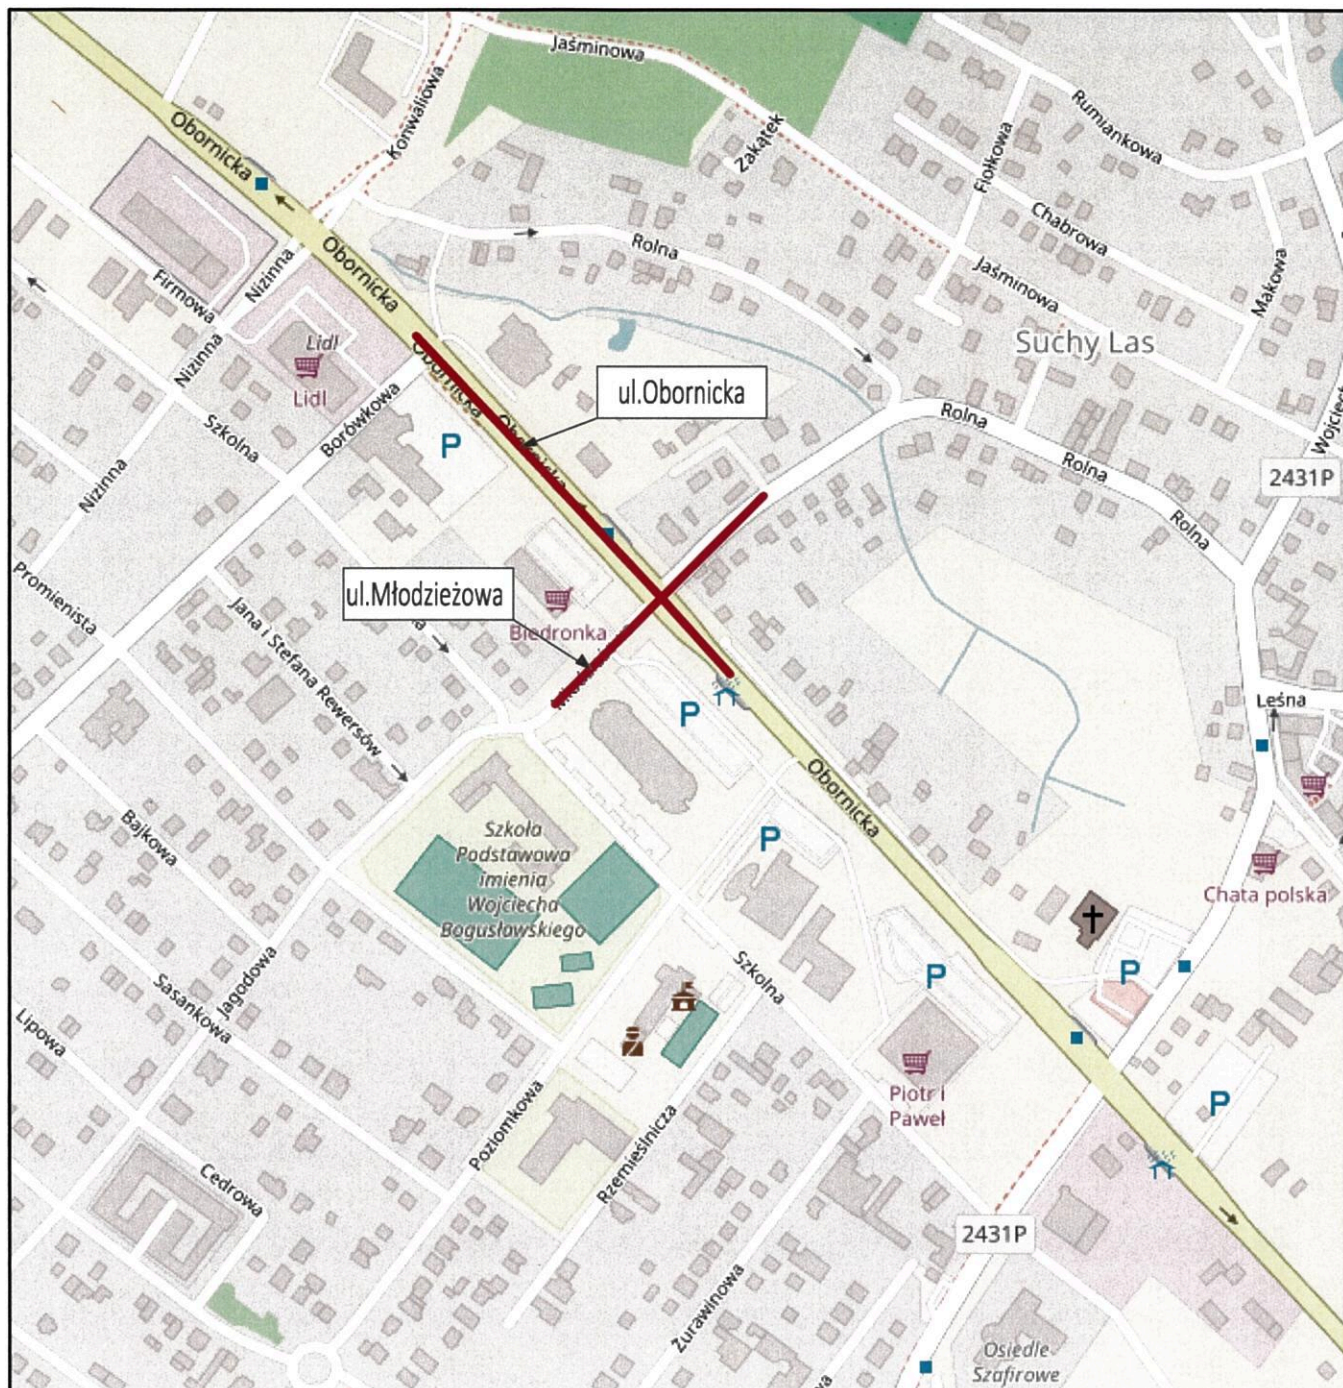 Jaśminowa
Konwaliowa
Obornicka
Zakątek
Fiołkowa
Rumiankowa
Chabrowa
Rolna
Obornicka
Nizinna
Firmowa
Jaśminowa
Makowa
Suchy Las
Lidl
Lidl
Nizinna
Obornicka
ul.Obornicka
Borówkowa
Szkolna
P
Rolna
Rolna
Wojciech
2431P
Nizinna
Rolna
Promienista
Jana i Stefana Rewersów
ul.Młodzieżowa
Biedronka
P
Leśna
Obornicka
Bajkowa
Szkoła
Podstawowa
imienia
Wojciecha
Bogusławskiego
P
Chata polska
Jagodowa
Sasankowa
Szkolna
P
P
Lipowa
Piotr i
Paweł
P
Poziomkowa
Rzemieślnicza
Cedrowa
2431P
Żurawinowa
Osiedle
Szafirowe